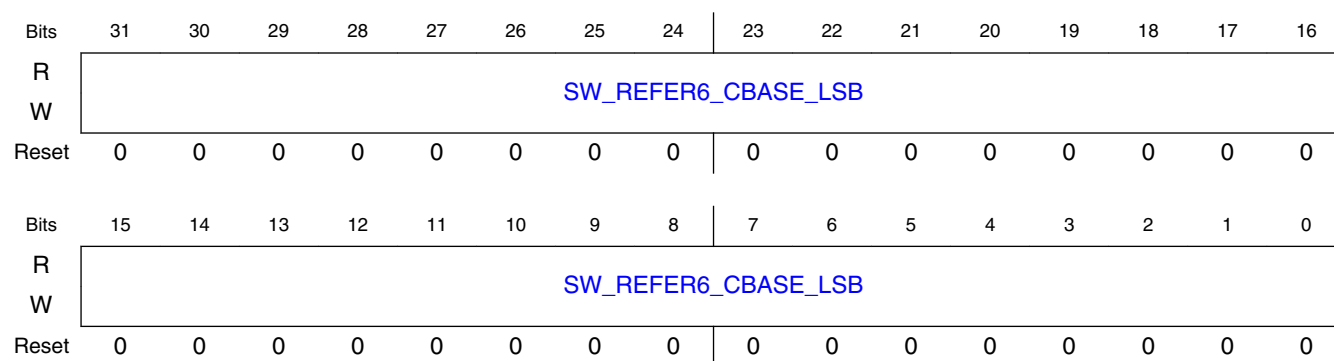 Bits 31 30 29 28 27 26 25 24 23 22 21 20 19 18 17 16
R
SW_REFER6_CBASE_LSB
W
Reset 0 0 0 0 0 0 0 0 0 0 0 0 0 0 0 0
Bits 15 14 13 12 11 10 9 8 7 6 5 4 3 2 1 0
R
SW_REFER6_CBASE_LSB
W
Reset 0 0 0 0 0 0 0 0 0 0 0 0 0 0 0 0